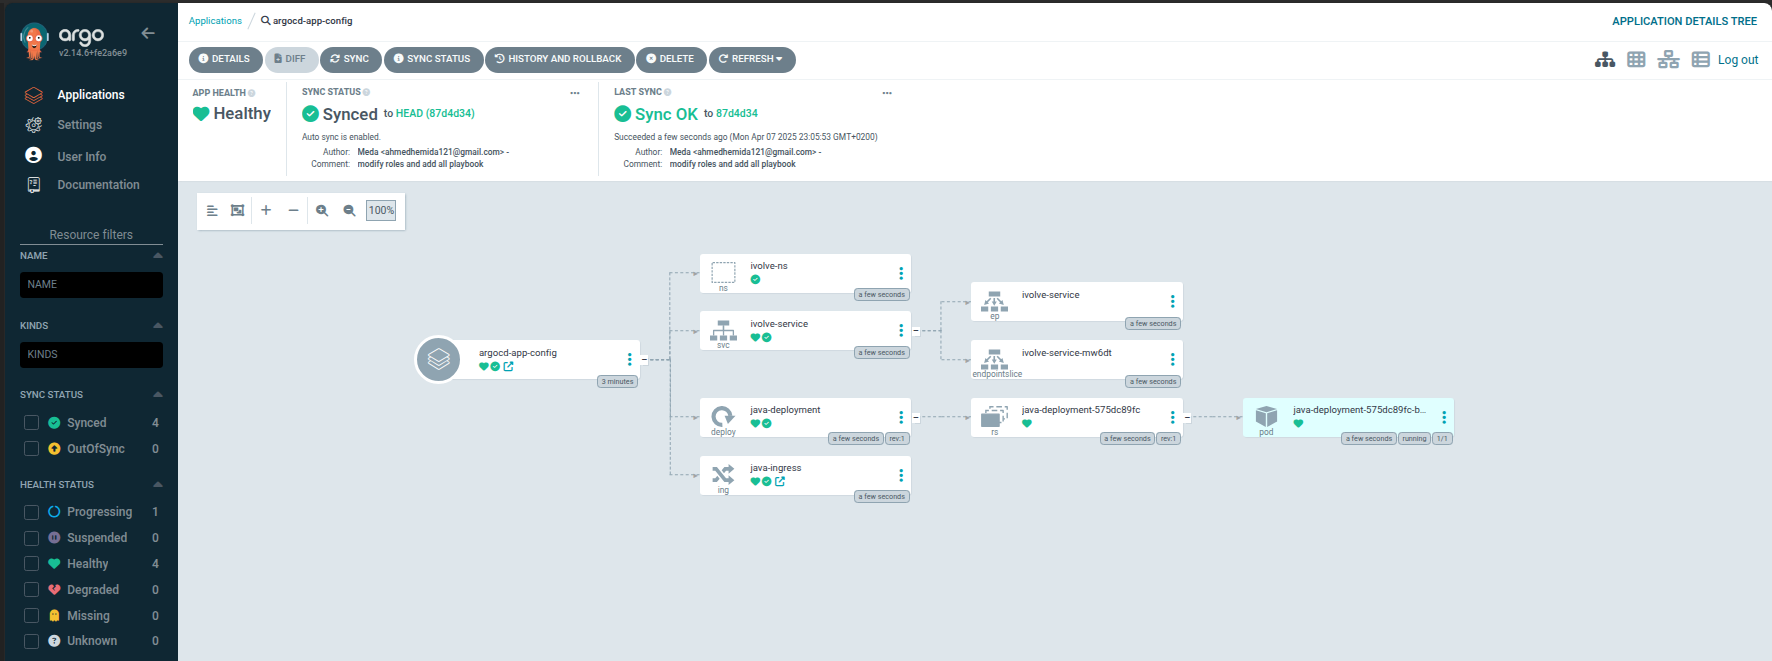 argo
v2.14.6+fe2a6e9
Applications
Settings
User Info
Documentation
Resource filters
NAME
NAME
KINDS
KINDS
SYNC STATUS
Synced 4
OutOfSync 0
HEALTH STATUS
Progressing 1
Suspended 0
Healthy 4
Degraded 0
Missing 0
Unknown 0
Applications / argocd-app-config
APPLICATION DETAILS TREE
DETAILS DIFF SYNC SYNC STATUS HISTORY AND ROLLBACK DELETE REFRESH
Log out
APP HEALTH
Healthy
SYNC STATUS
Synced to HEAD (87d4d34)
Auto sync is enabled.
Author: Meda <ahmedhemida121@gmail.com> -
Comment: modify roles and add all playbook
LAST SYNC
Sync OK to 87d4d34
Succeeded a few seconds ago (Mon Apr 07 2025 23:05:53 GMT+0200)
Author: Meda <ahmedhemida121@gmail.com> -
Comment: modify roles and add all playbook
100%
argocd-app-config
3 minutes
ivolve-ns
ns
a few seconds
ivolve-service
svc
a few seconds
java-deployment
deploy
a few seconds rev:1
java-ingress
ing
a few seconds
ivolve-service
ep
a few seconds
ivolve-service-mw6dt
endpointslice
a few seconds
java-deployment-575dc89fc
rs
a few seconds rev:1
java-deployment-575dc89fc-b...
pod
a few seconds running 1/1